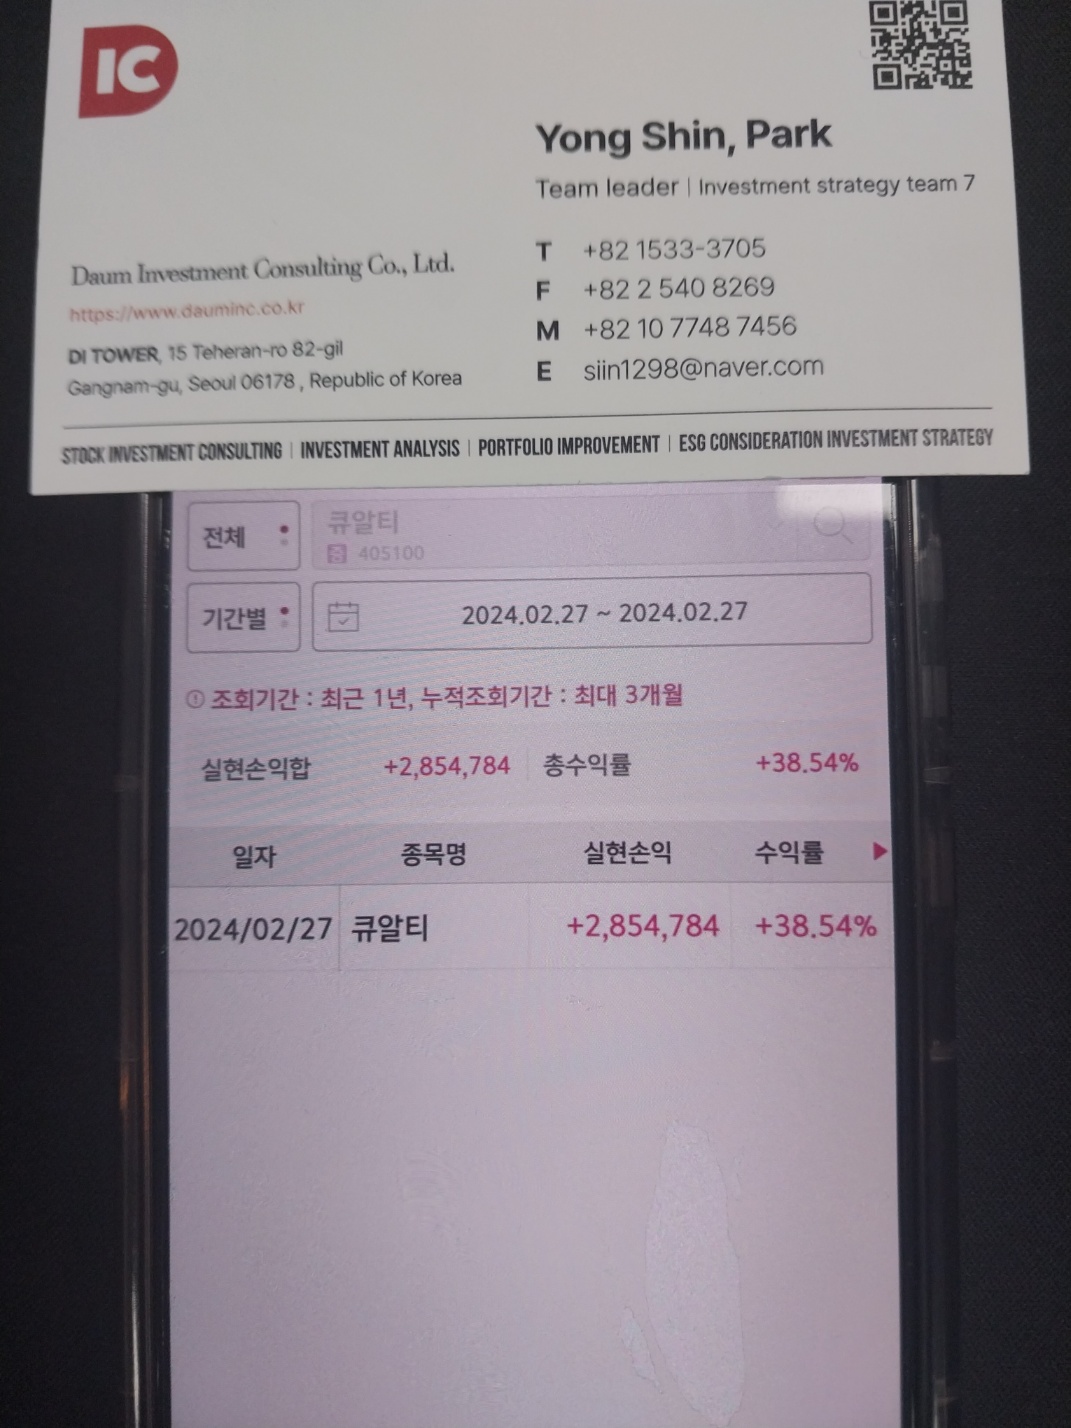 IC
Yong Shin, Park
Team leader | Investment strategy team 7
Daum Investment Consulting Co., Ltd.
https://www.dauminc.co.kr
DI TOWER, 15 Teheran-ro 82-gil
Gangnam-gu, Seoul 06178 , Republic of Korea
T +82 1533-3705
F +82 2 540 8269
M +82 10 7748 7456
E siin1298@naver.com
STOCK INVESTMENT CONSULTING | INVESTMENT ANALYSIS | PORTFOLIO IMPROVEMENT | ESG CONSIDERATION INVESTMENT STRATEGY
전체 큐알티
405100
기간별 2024.02.27 ~ 2024.02.27
조회기간 : 최근 1년, 누적조회기간 : 최대 3개월
실현손익합 +2,854,784 총수익률 +38.54%
일자 종목명 실현손익 수익률
2024/02/27 큐알티 +2,854,784 +38.54%